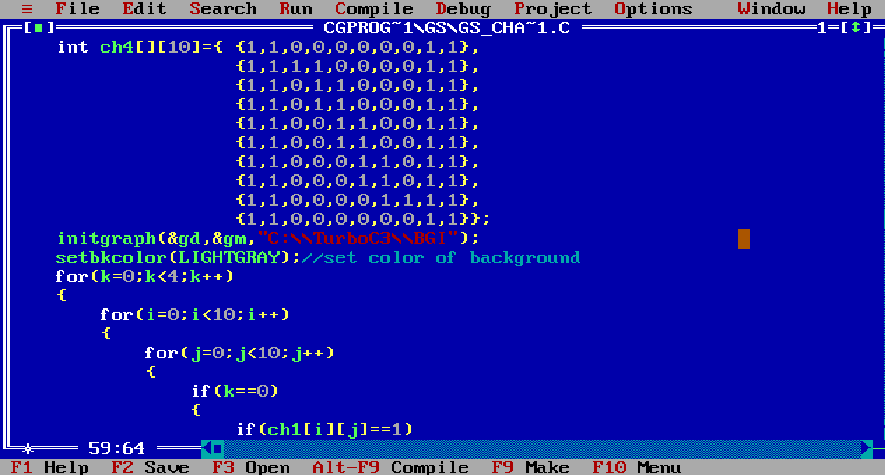 ≡ File Edit Search Run Compile Debug Project Options Window Help
[■] CGPROG~1\GS\GS_CHA~1.C 1=[↕]
int ch4[][10]={ {1,1,0,0,0,0,0,0,1,1},
{1,1,1,1,0,0,0,0,1,1},
{1,1,0,1,1,0,0,0,1,1},
{1,1,0,1,1,0,0,0,1,1},
{1,1,0,0,1,1,0,0,1,1},
{1,1,0,0,1,1,0,0,1,1},
{1,1,0,0,0,1,1,0,1,1},
{1,1,0,0,0,1,1,0,1,1},
{1,1,0,0,0,0,1,1,1,1},
{1,1,0,0,0,0,0,0,1,1}};
initgraph(&gd,&gm,"C:\\TurboC3\\BGI");
setbkcolor(LIGHTGRAY);//set color of background
for(k=0;k<4;k++)
{
for(i=0;i<10;i++)
{
for(j=0;j<10;j++)
{
if(k==0)
{
if(ch1[i][j]==1)
59:64
F1 Help F2 Save F3 Open Alt-F9 Compile F9 Make F10 Menu